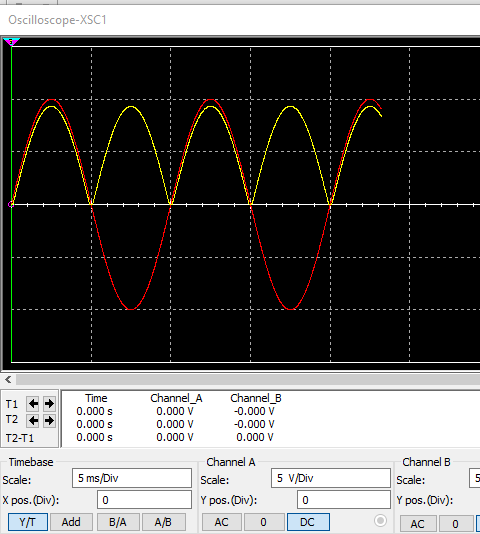 Oscilloscope-XSC1
Time Channel_A Channel_B
T1 0.000 s 0.000 V -0.000 V
T2 0.000 s 0.000 V -0.000 V
T2-T1 0.000 s 0.000 V 0.000 V
Timebase Channel A Channel B
Scale: 5 ms/Div Scale: 5 V/Div Scale: 5
X pos.(Div): 0 Y pos.(Div): 0 Y pos.(Div):
Y/T Add B/A A/B AC 0 DC AC 0